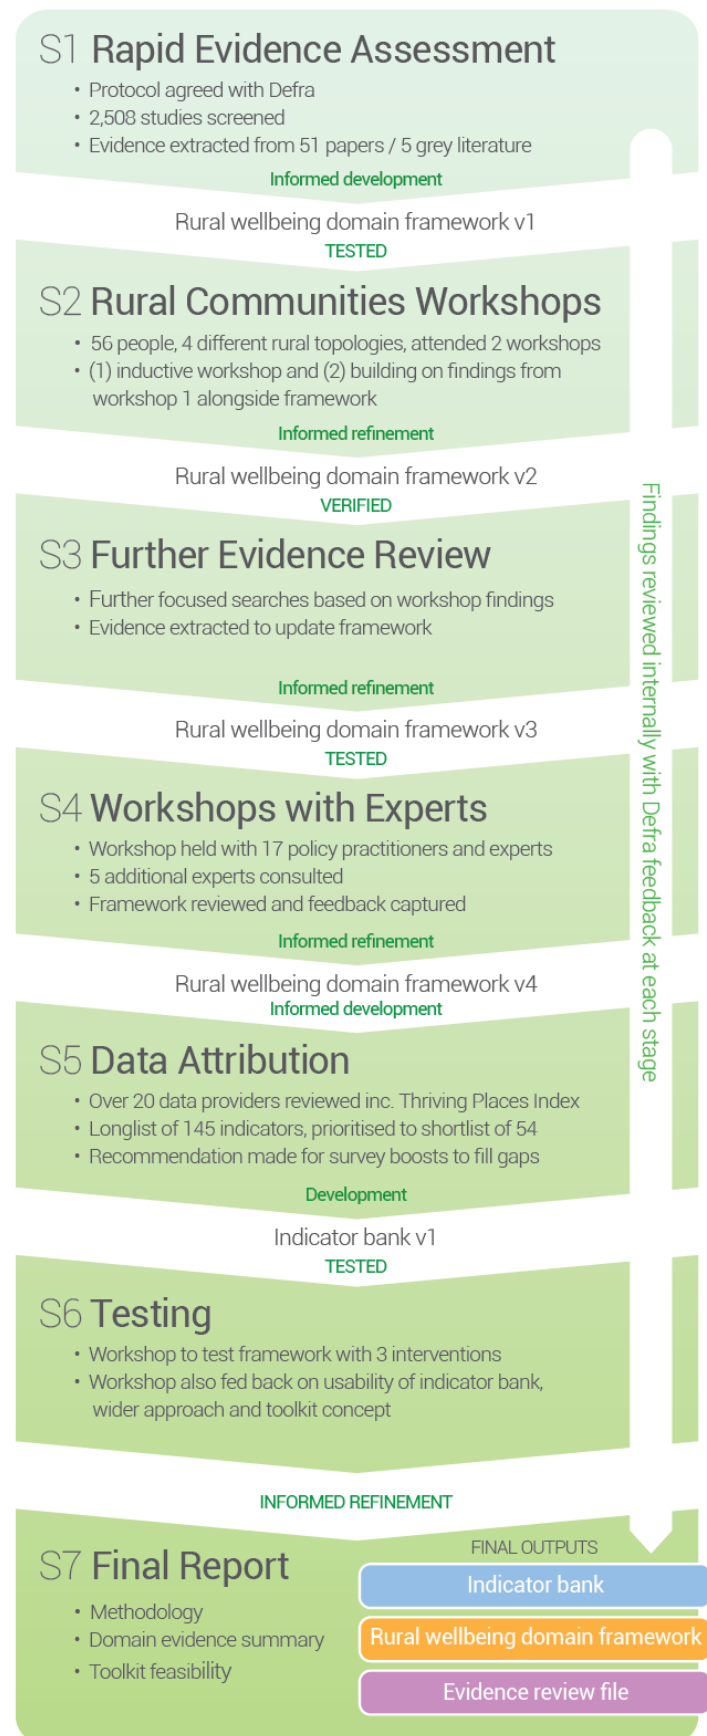 S1 Rapid Evidence Assessment
• Protocol agreed with Defra
• 2,508 studies screened
• Evidence extracted from 51 papers / 5 grey literature
Informed development
Rural wellbeing domain framework v1
TESTED
S2 Rural Communities Workshops
• 56 people, 4 different rural topologies, attended 2 workshops
• (1) inductive workshop and (2) building on findings from
workshop 1 alongside framework
Informed refinement
Rural wellbeing domain framework v2
VERIFIED
S3 Further Evidence Review
• Further focused searches based on workshop findings
• Evidence extracted to update framework
Informed refinement
Rural wellbeing domain framework v3
TESTED
S4 Workshops with Experts
• Workshop held with 17 policy practitioners and experts
• 5 additional experts consulted
• Framework reviewed and feedback captured
Informed refinement
Rural wellbeing domain framework v4
Informed development
S5 Data Attribution
• Over 20 data providers reviewed inc. Thriving Places Index
• Longlist of 145 indicators, prioritised to shortlist of 54
• Recommendation made for survey boosts to fill gaps
Development
Indicator bank v1
TESTED
S6 Testing
• Workshop to test framework with 3 interventions
• Workshop also fed back on usability of indicator bank,
wider approach and toolkit concept
INFORMED REFINEMENT
S7 Final Report
• Methodology
• Domain evidence summary
• Toolkit feasibility
FINAL OUTPUTS
Indicator bank
Rural wellbeing domain framework
Evidence review file
Findings reviewed internally with Defra feedback at each stage